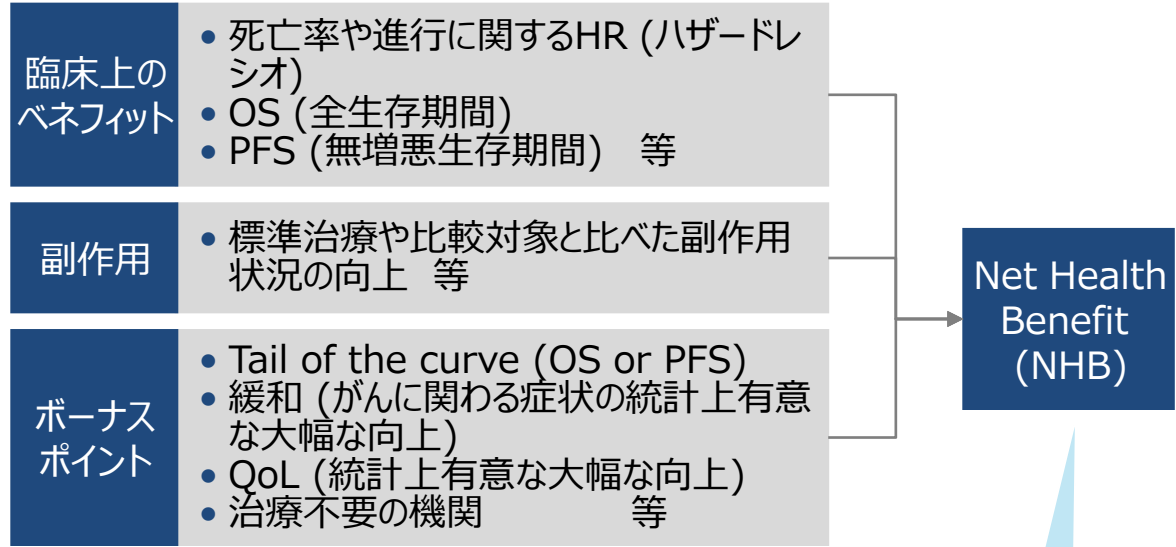 臨床上の
ベネフィット
• 死亡率や進行に関するHR (ハザードレ
シオ)
• OS (全生存期間)
• PFS (無増悪生存期間)　等
副作用
• 標準治療や比較対象と比べた副作用
状況の向上　等
ボーナス
ポイント
• Tail of the curve (OS or PFS)
• 緩和 (がんに関わる症状の統計上有意
な大幅な向上)
• QoL (統計上有意な大幅な向上)
• 治療不要の機関　　　等
Net Health
Benefit
(NHB)